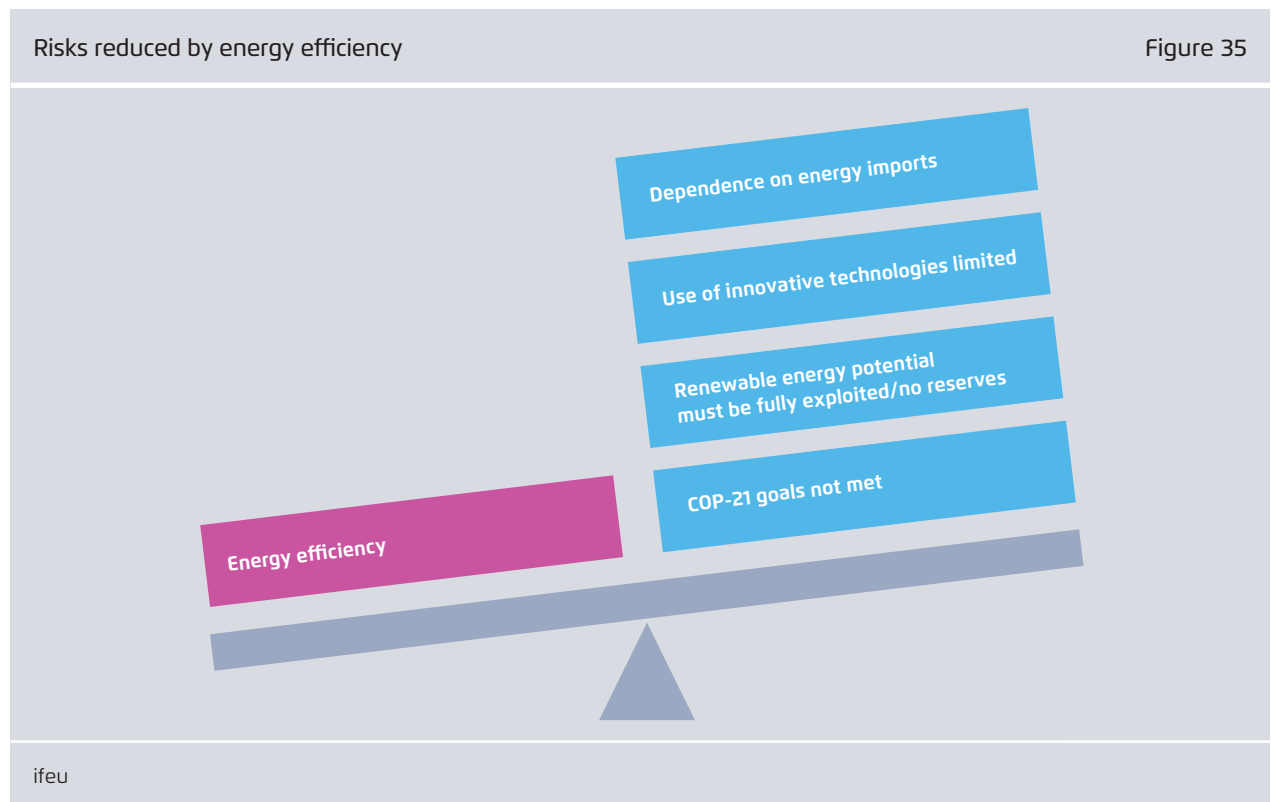 Risks reduced by energy efficiency
Figure 35
Dependence on energy imports
Use of innovative technologies limited
Renewable energy potential
must be fully exploited/no reserves
COP-21 goals not met
Energy efficiency
ifeu